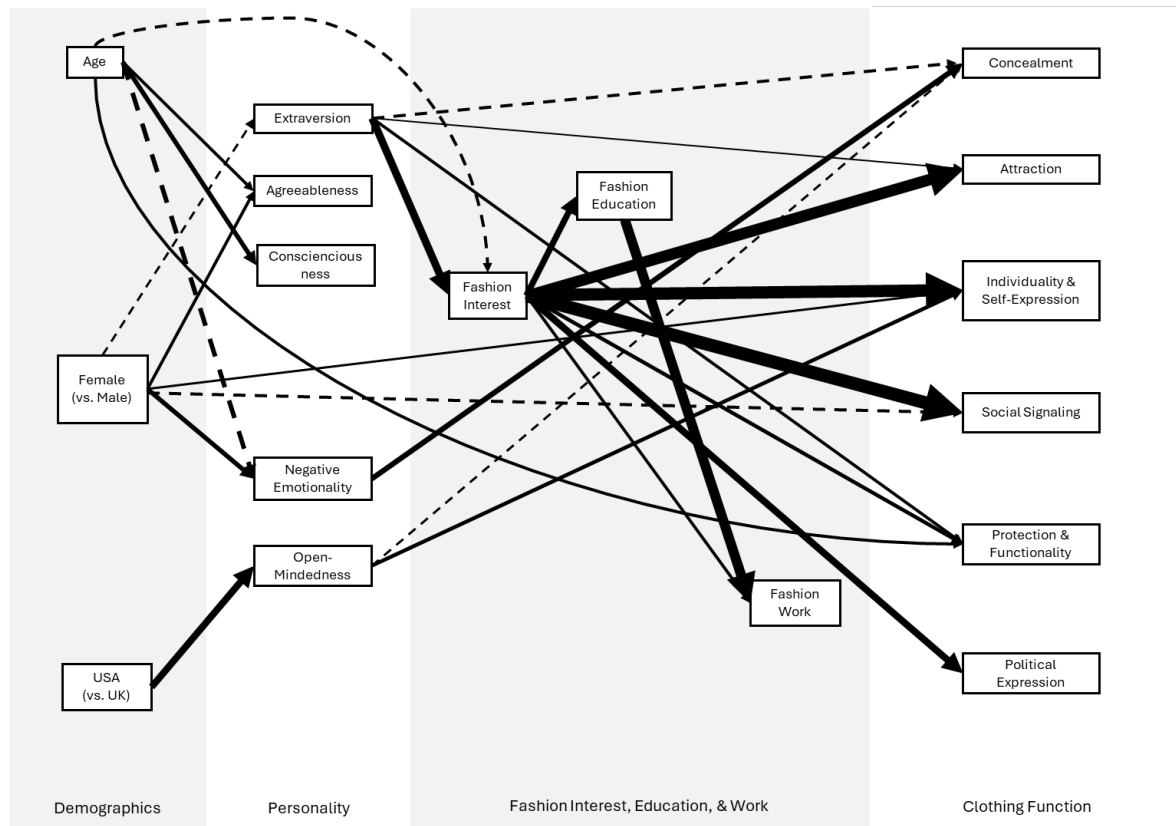 Age
Extraversion
Agreeableness
Consciencious
ness
Female
(vs. Male)
Negative
Emotionality
Open-
Mindedness
USA
(vs. UK)
Fashion
Education
Fashion
Interest
Fashion
Work
Concealment
Attraction
Individuality &
Self-Expression
Social Signaling
Protection &
Functionality
Political
Expression
Demographics
Personality
Fashion Interest, Education, & Work
Clothing Function